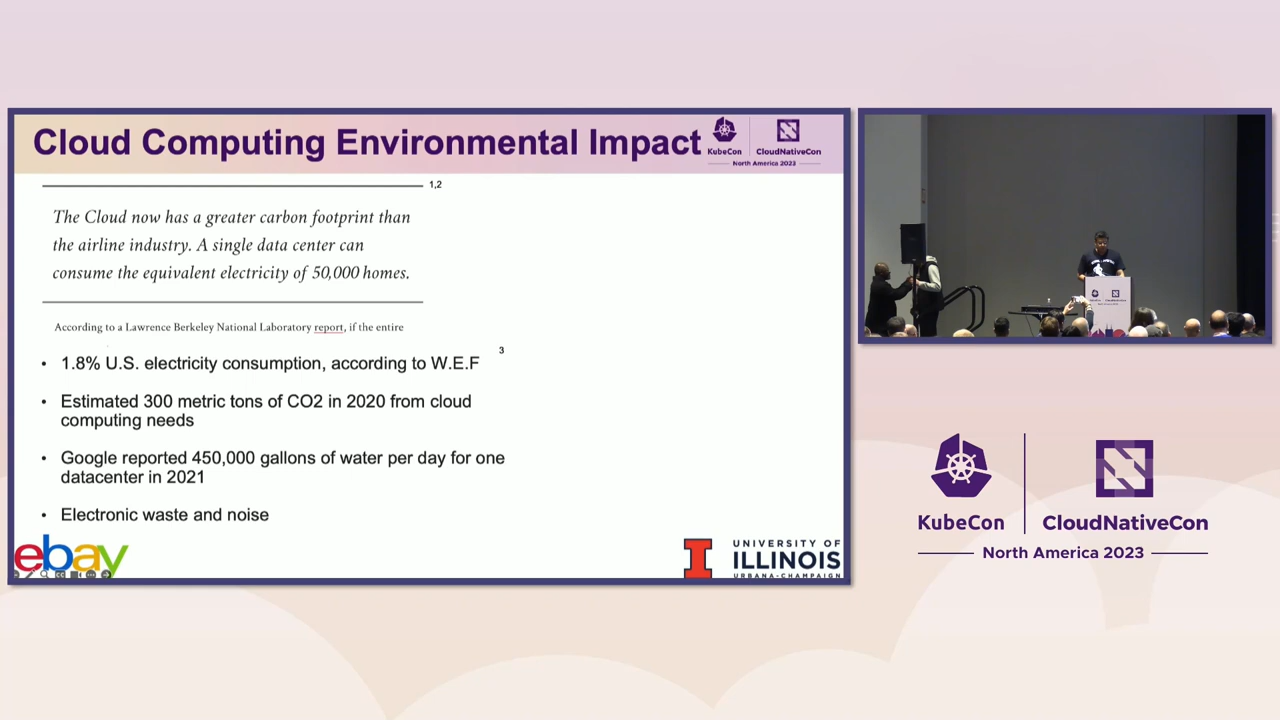 Cloud Computing Environmental Impact
KubeCon
CloudNativeCon
North America 2023
1,2
The Cloud now has a greater carbon footprint than
the airline industry. A single data center can
consume the equivalent electricity of 50,000 homes.
According to a Lawrence Berkeley National Laboratory report, if the entire
3
• 1.8% U.S. electricity consumption, according to W.E.F
• Estimated 300 metric tons of CO2 in 2020 from cloud
computing needs
• Google reported 450,000 gallons of water per day for one
datacenter in 2021
• Electronic waste and noise
ebay
UNIVERSITY OF
ILLINOIS
URBANA-CHAMPAIGN
KubeCon
CloudNativeCon
North America 2023